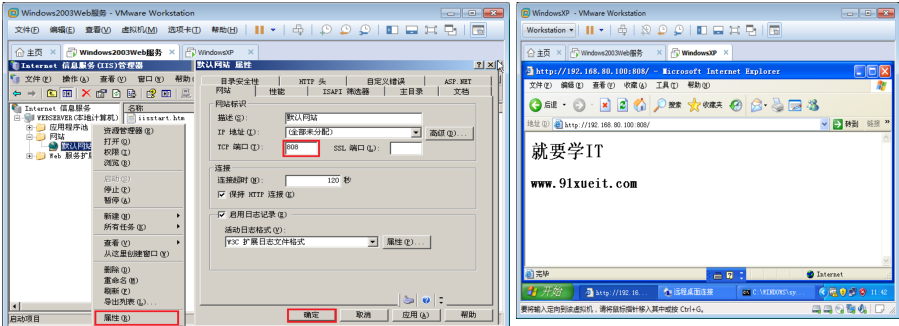 Windows2003Web服务 - VMware Workstation
文件(F) 编辑(E) 查看(V) 虚拟机(M) 选项卡(T) 帮助(H)
主页 × Windows2003Web服务 × WindowsXP ×
Internet 信息服务(IIS)管理器
文件(F) 操作(A) 查看(V) 窗口(W) 帮助
Internet 信息服务
WEBSERVER(本地计算机)
应用程序池
网站
默认网站
Web 服务扩展
名称
iisstart.htm
资源管理器(E)
打开(O)
权限(I)
浏览(B)
启动(S)
停止(T)
暂停(A)
新建(N)
所有任务(K)
查看(V)
从这里创建窗口(W)
删除(D)
重命名(M)
刷新(F)
导出列表(L)...
属性(R)
启动项目
默认网站 属性
目录安全性 HTTP 头 自定义错误 ASP.NET
网站 性能 ISAPI 筛选器 主目录 文档
网站标识
描述(S): 默认网站
IP 地址(I): (全部未分配) 高级(D)...
TCP 端口(T): 808 SSL 端口(L):
连接
连接超时(N): 120 秒
保持 HTTP 连接(K)
启用日志记录(E)
活动日志格式(V):
W3C 扩展日志文件格式 属性(P)...
确定 取消 应用(A) 帮助
WindowsXP - VMware Workstation
Workstation
主页 × Windows2003Web服务 × WindowsXP ×
http://192.168.80.100:808/ - Microsoft Internet Explorer
文件(F) 编辑(E) 查看(V) 收藏(A) 工具(T) 帮助(H)
后退 搜索 收藏夹
地址(D) http://192.168.80.100:808/ 转到 链接 »
就要学IT
www.91xueit.com
完毕 Internet
开始 http://192.16... 远程桌面连接 C:\WINDOWS\sy... 11:42
要将输入定向到该虚拟机，请将鼠标指针移入其中或按 Ctrl+G。